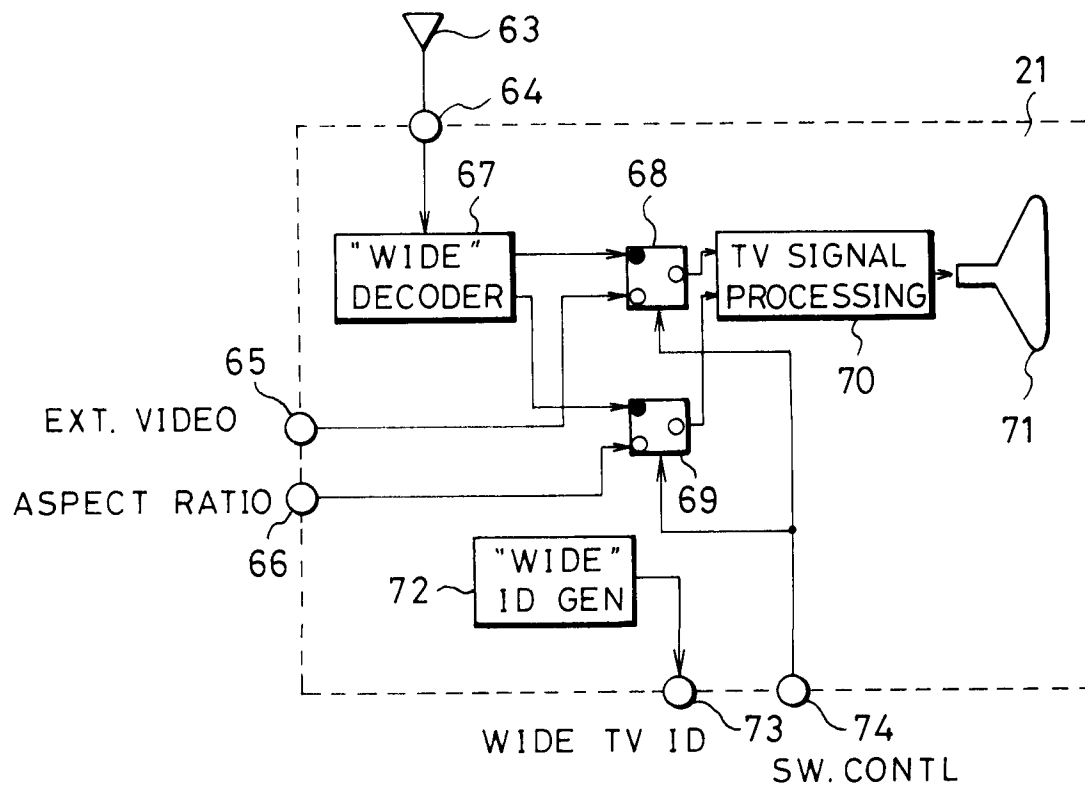 63
64
21
67
68
"WIDE"
DECODER
TV SIGNAL
PROCESSING
70
71
65
EXT. VIDEO
69
ASPECT RATIO
66
72
"WIDE"
ID GEN
73
74
WIDE TV ID
SW. CONTL